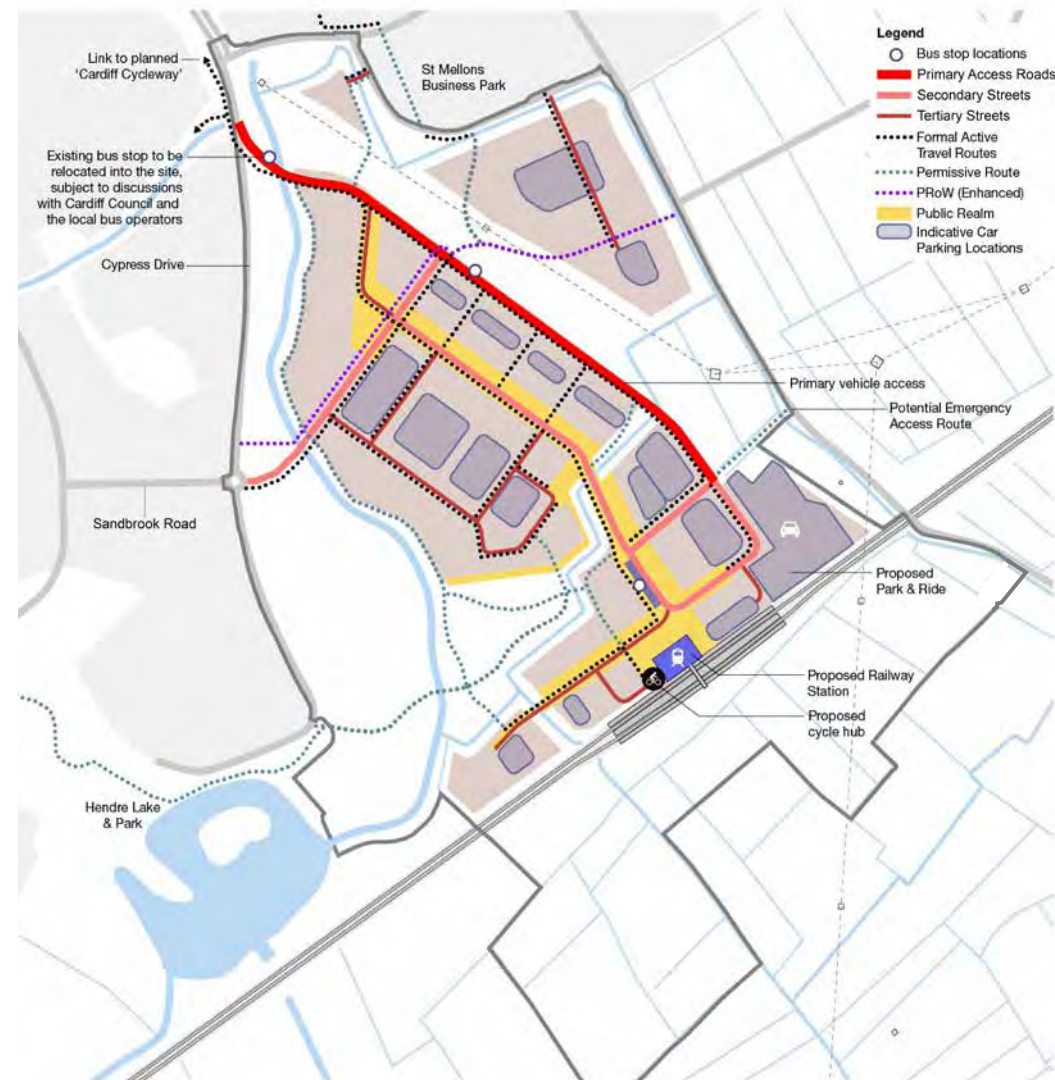 Legend
Bus stop locations
Primary Access Roads
Secondary Streets
Tertiary Streets
Formal Active
Travel Routes
Permissive Route
PRoW (Enhanced)
Public Realm
Indicative Car
Parking Locations
Link to planned
'Cardiff Cycleway'
St Mellons
Business Park
Existing bus stop to be
relocated into the site,
subject to discussions
with Cardiff Council and
the local bus operators
Cypress Drive
Primary vehicle access
Potential Emergency
Access Route
Sandbrook Road
Proposed
Park & Ride
Proposed Railway
Station
Proposed
cycle hub
Hendre Lake
& Park